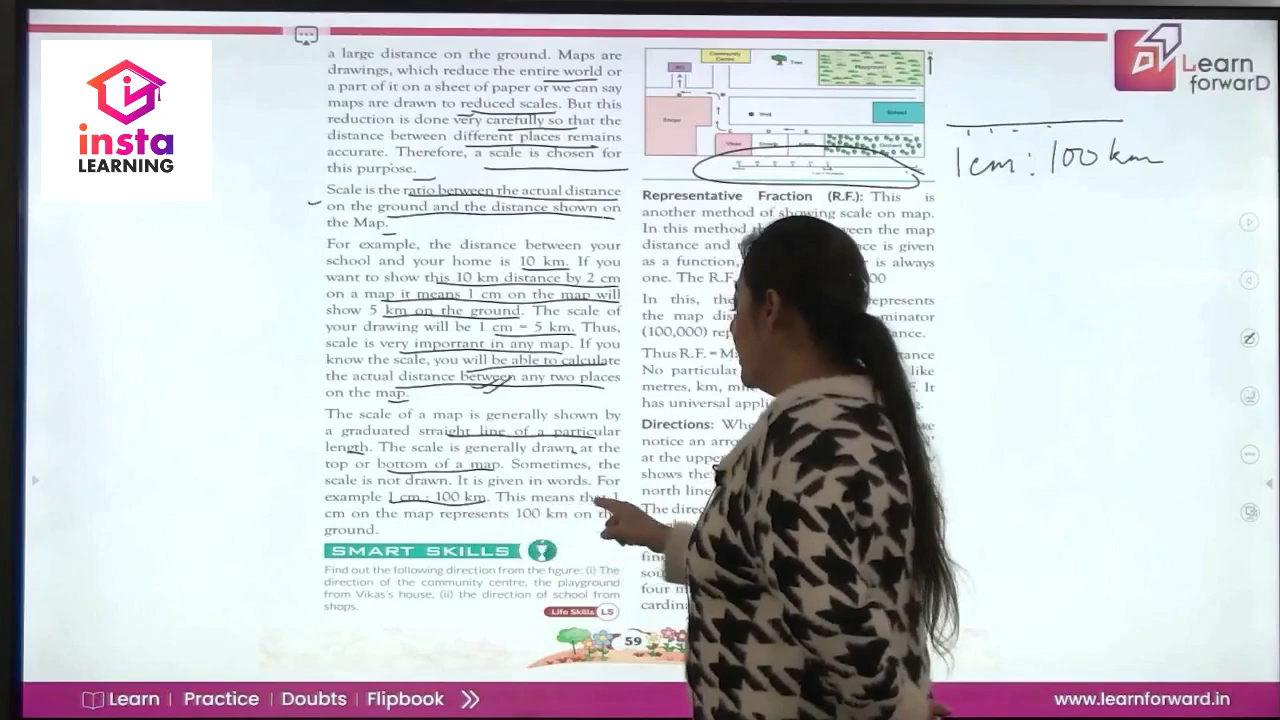 insta
LEARNING
Learn
forwarD
a large distance on the ground. Maps are
drawings, which reduce the entire world or
a part of it on a sheet of paper or we can say
maps are drawn to reduced scales. But this
reduction is done very carefully so that the
distance between different places remains
accurate. Therefore, a scale is chosen for
this purpose.
Scale is the ratio between the actual distance
on the ground and the distance shown on
the Map.
For example, the distance between your
school and your home is 10 km. If you
want to show this 10 km distance by 2 cm
on a map it means 1 cm on the map will
show 5 km on the ground. The scale of
your drawing will be 1 cm = 5 km. Thus,
scale is very important in any map. If you
know the scale, you will be able to calculate
the actual distance between any two places
on the map.
The scale of a map is generally shown by
a graduated straight line of a particular
length. The scale is generally drawn at the
top or bottom of a map. Sometimes, the
scale is not drawn. It is given in words. For
example 1 cm : 100 km. This means that 1
cm on the map represents 100 km on the
ground.
SMART SKILLS
Find out the following direction from the figure: (i) The
direction of the community centre, the playground
from Vikas's house, (ii) the direction of school from
shops.
Life Skills L5
59
Community
Centre
Tree
Playground
Shops
School
Vikas
Orchard
1cm : 100 km
Representative Fraction (R.F.): This is
another method of showing scale on map.
In this method between the map
distance and is given
as a function, is always
one. The R.F. 00
In this, the represents
the map
(100,000)
Thus R.F. =
No particular like
metres, km, It
has universal
Directions:
notice an
at the upper
shows the
north line
The
four
www.learnforward.in
Learn | Practice | Doubts | Flipbook